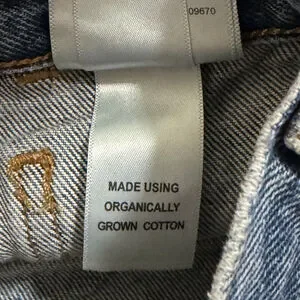 09670
MADE USING
ORGANICALLY
GROWN COTTON